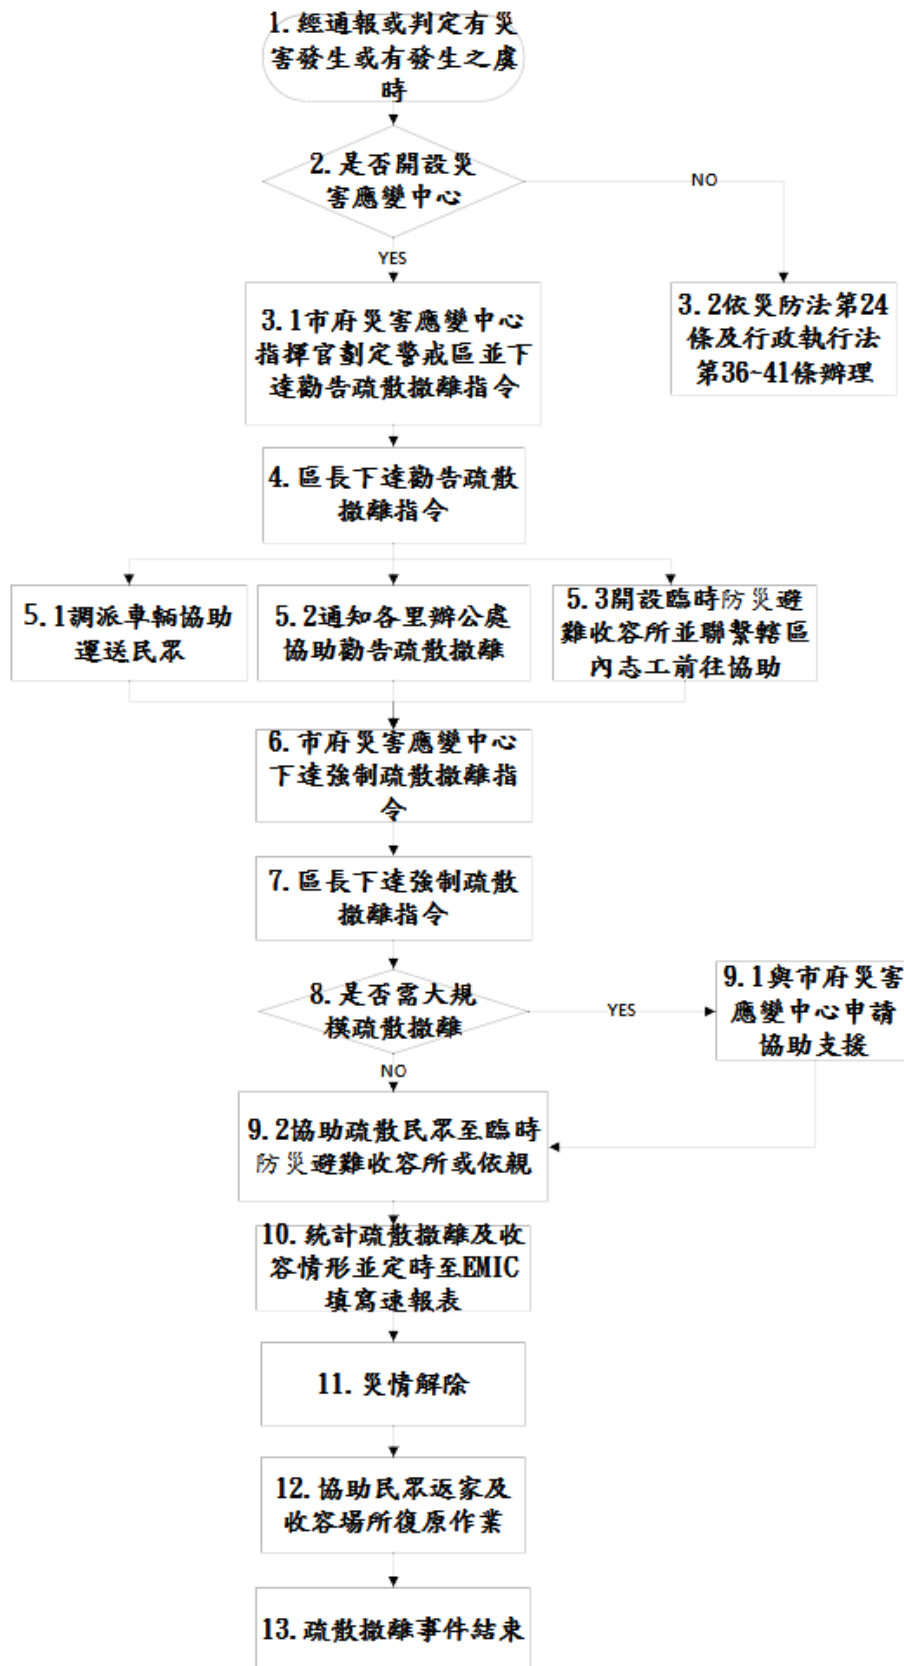 1.經通報或判定有災
害發生或有發生之虞
時
2.是否開設災
害應變中心
NO
YES
3.1市府災害應變中心
指揮官劃定警戒區並下
達勸告疏散撤離指令
3.2依災防法第24
條及行政執行法
第36~41條辦理
4.區長下達勸告疏散
撤離指令
5.1調派車輛協助
運送民眾
5.2通知各里辦公處
協助勸告疏散撤離
5.3開設臨時防災避
難收容所並聯繫轄區
內志工前往協助
6.市府災害應變中心
下達強制疏散撤離指
令
7.區長下達強制疏散
撤離指令
8.是否需大規
模疏散撤離
YES
9.1與市府災害
應變中心申請
協助支援
NO
9.2協助疏散民眾至臨時
防災避難收容所或依親
10.統計疏散撤離及收
容情形並定時至EMIC
填寫速報表
11.災情解除
12.協助民眾返家及
收容場所復原作業
13.疏散撤離事件結束